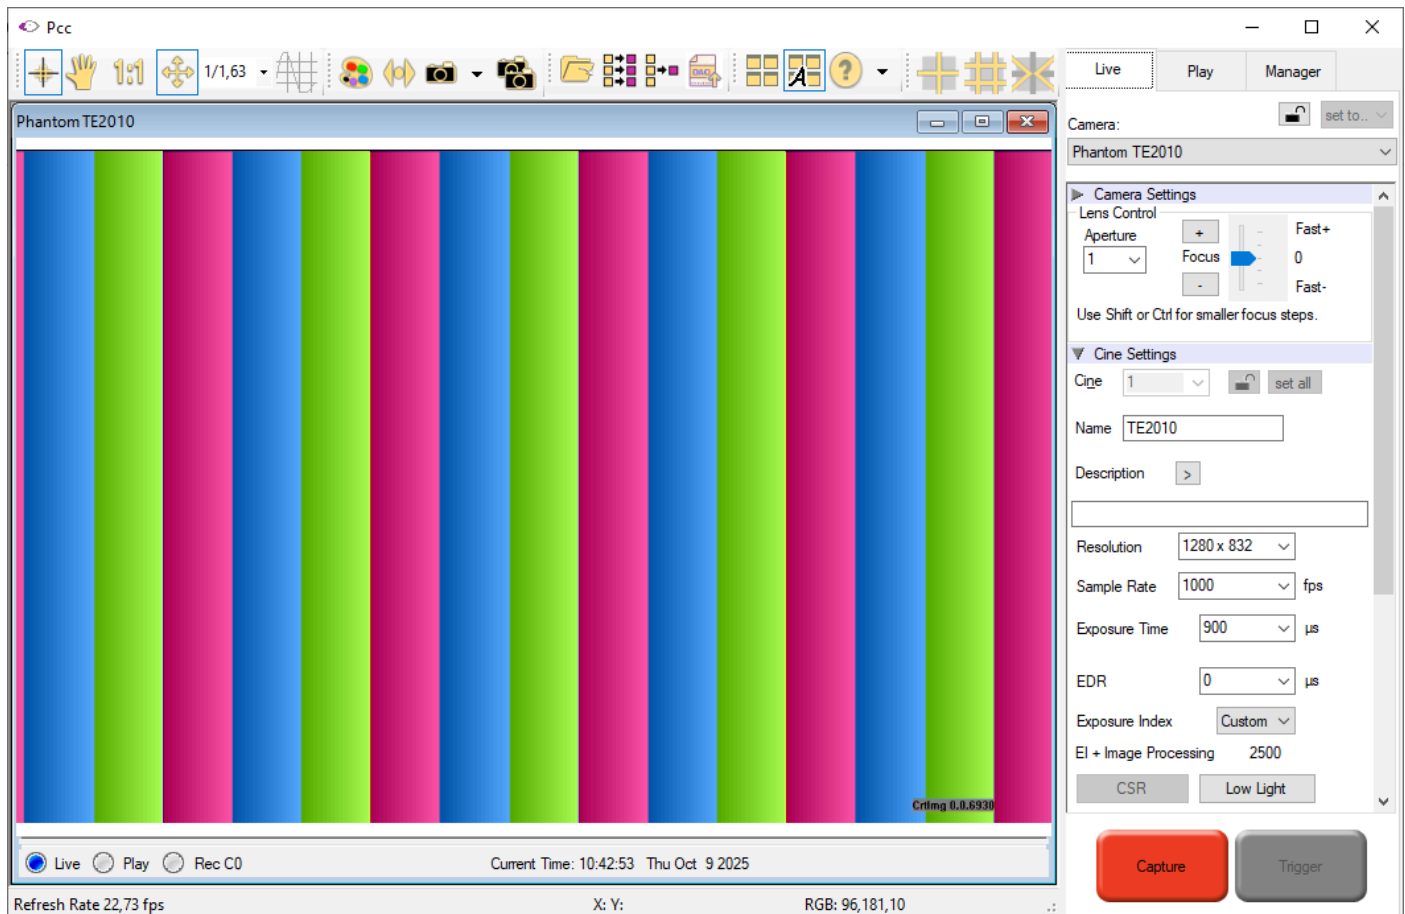 Pcc
1:1
1/1,63
DAQ
A
?
Live
Play
Manager
Phantom TE2010
Camera:
set to..
Phantom TE2010
Camera Settings
Lens Control
Aperture
+
Fast+
1
Focus
0
-
Fast-
Use Shift or Ctrl for smaller focus steps.
Cine Settings
Cine
1
set all
Name
TE2010
Description
>
Resolution
1280 x 832
Sample Rate
1000
fps
Exposure Time
900
µs
EDR
0
µs
Exposure Index
Custom
EI + Image Processing
2500
CSR
Low Light
CrtImg 0.0.6930
Live
Play
Rec C0
Current Time: 10:42:53 Thu Oct 9 2025
Capture
Trigger
Refresh Rate 22,73 fps
X: Y:
RGB: 96,181,10